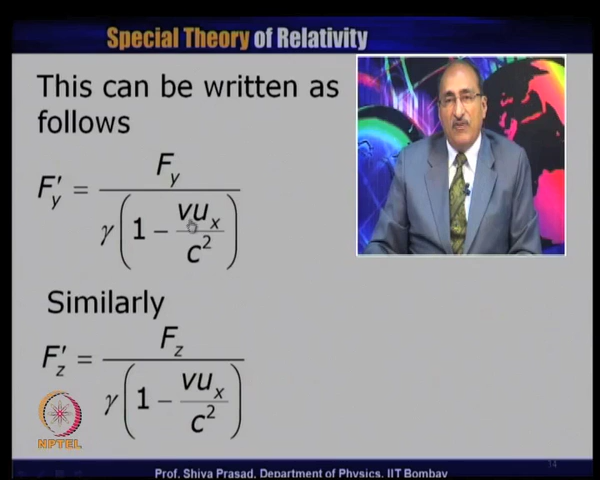 Special Theory of Relativity
This can be written as
follows
F′y = Fy / γ(1 − vux/c²)
Similarly
F′z = Fz / γ(1 − vux/c²)
NPTEL
14
Prof. Shiva Prasad, Department of Physics, IIT Bombay